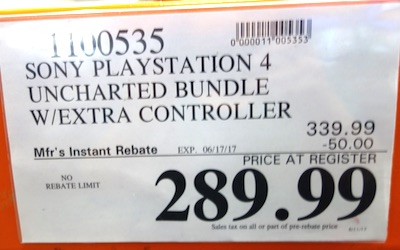 1100535
0000011005353
SONY PLAYSTATION 4
UNCHARTED BUNDLE
W/EXTRA CONTROLLER
339.99
Mfr's Instant Rebate EXP. 06/17/17 -50.00
PRICE AT REGISTER
NO
REBATE LIMIT
289.99
Sales tax on all or part of pre-rebate price